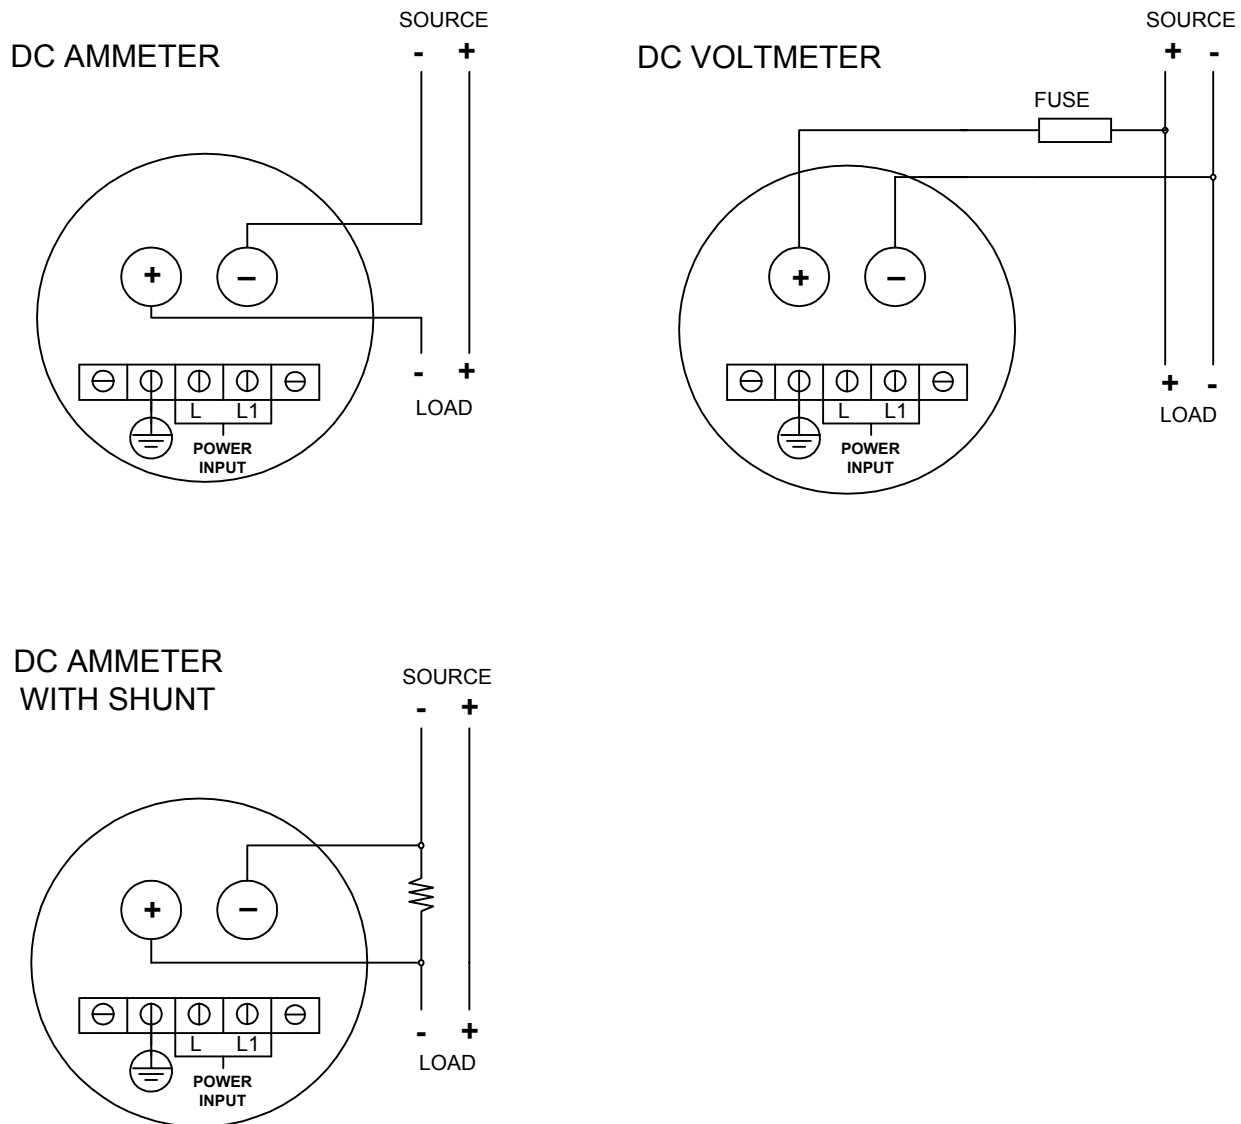 DC AMMETER
SOURCE
- +
+ –
- +
LOAD
L L1
POWER
INPUT
DC VOLTMETER
SOURCE
+ -
FUSE
+ –
+ -
LOAD
L L1
POWER
INPUT
DC AMMETER
WITH SHUNT
SOURCE
- +
+ –
- +
LOAD
L L1
POWER
INPUT